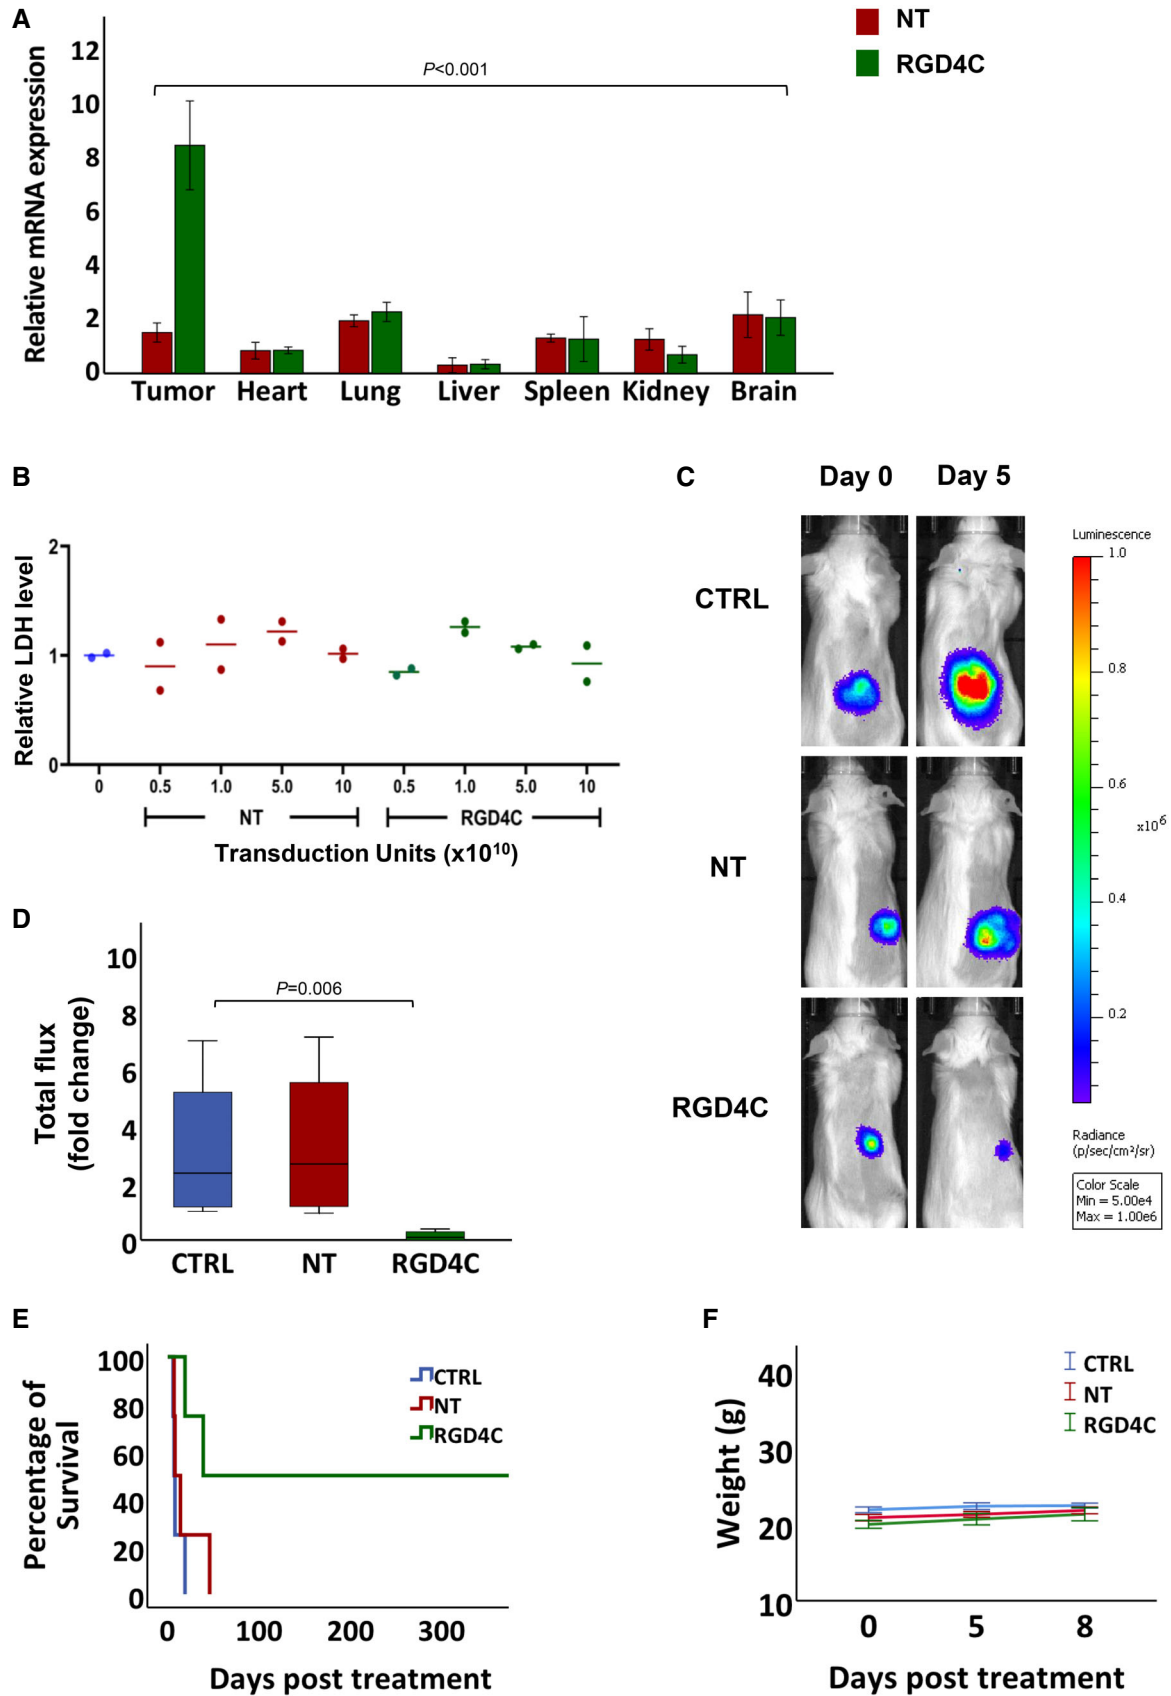 A
NT
RGD4C
P<0.001
Relative mRNA expression
12
10
8
6
4
2
0
Tumor Heart Lung Liver Spleen Kidney Brain
B
Relative LDH level
2
1
0
0 0.5 1.0 5.0 10 0.5 1.0 5.0 10
NT RGD4C
Transduction Units (x10¹⁰)
C
Day 0 Day 5
CTRL
NT
RGD4C
Luminescence
1.0
0.8
0.6
x10⁶
0.4
0.2
Radiance
(p/sec/cm²/sr)
Color Scale
Min = 5.00e4
Max = 1.00e6
D
Total flux
(fold change)
10
8
6
4
2
0
P=0.006
CTRL NT RGD4C
E
Percentage of
Survival
100
80
60
40
20
0
CTRL
NT
RGD4C
0 100 200 300
Days post treatment
F
Weight (g)
40
30
20
10
CTRL
NT
RGD4C
0 5 8
Days post treatment